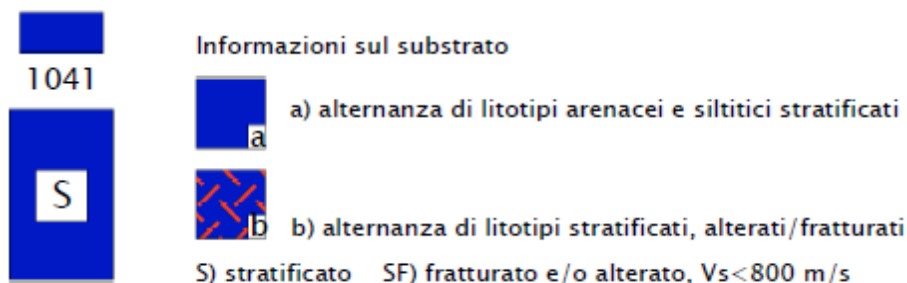 Informazioni sul substrato
1041
a
a) alternanza di litotipi arenacei e siltitici stratificati
S
b
b) alternanza di litotipi stratificati, alterati/fratturati
S) stratificato SF) fratturato e/o alterato, Vs<800 m/s